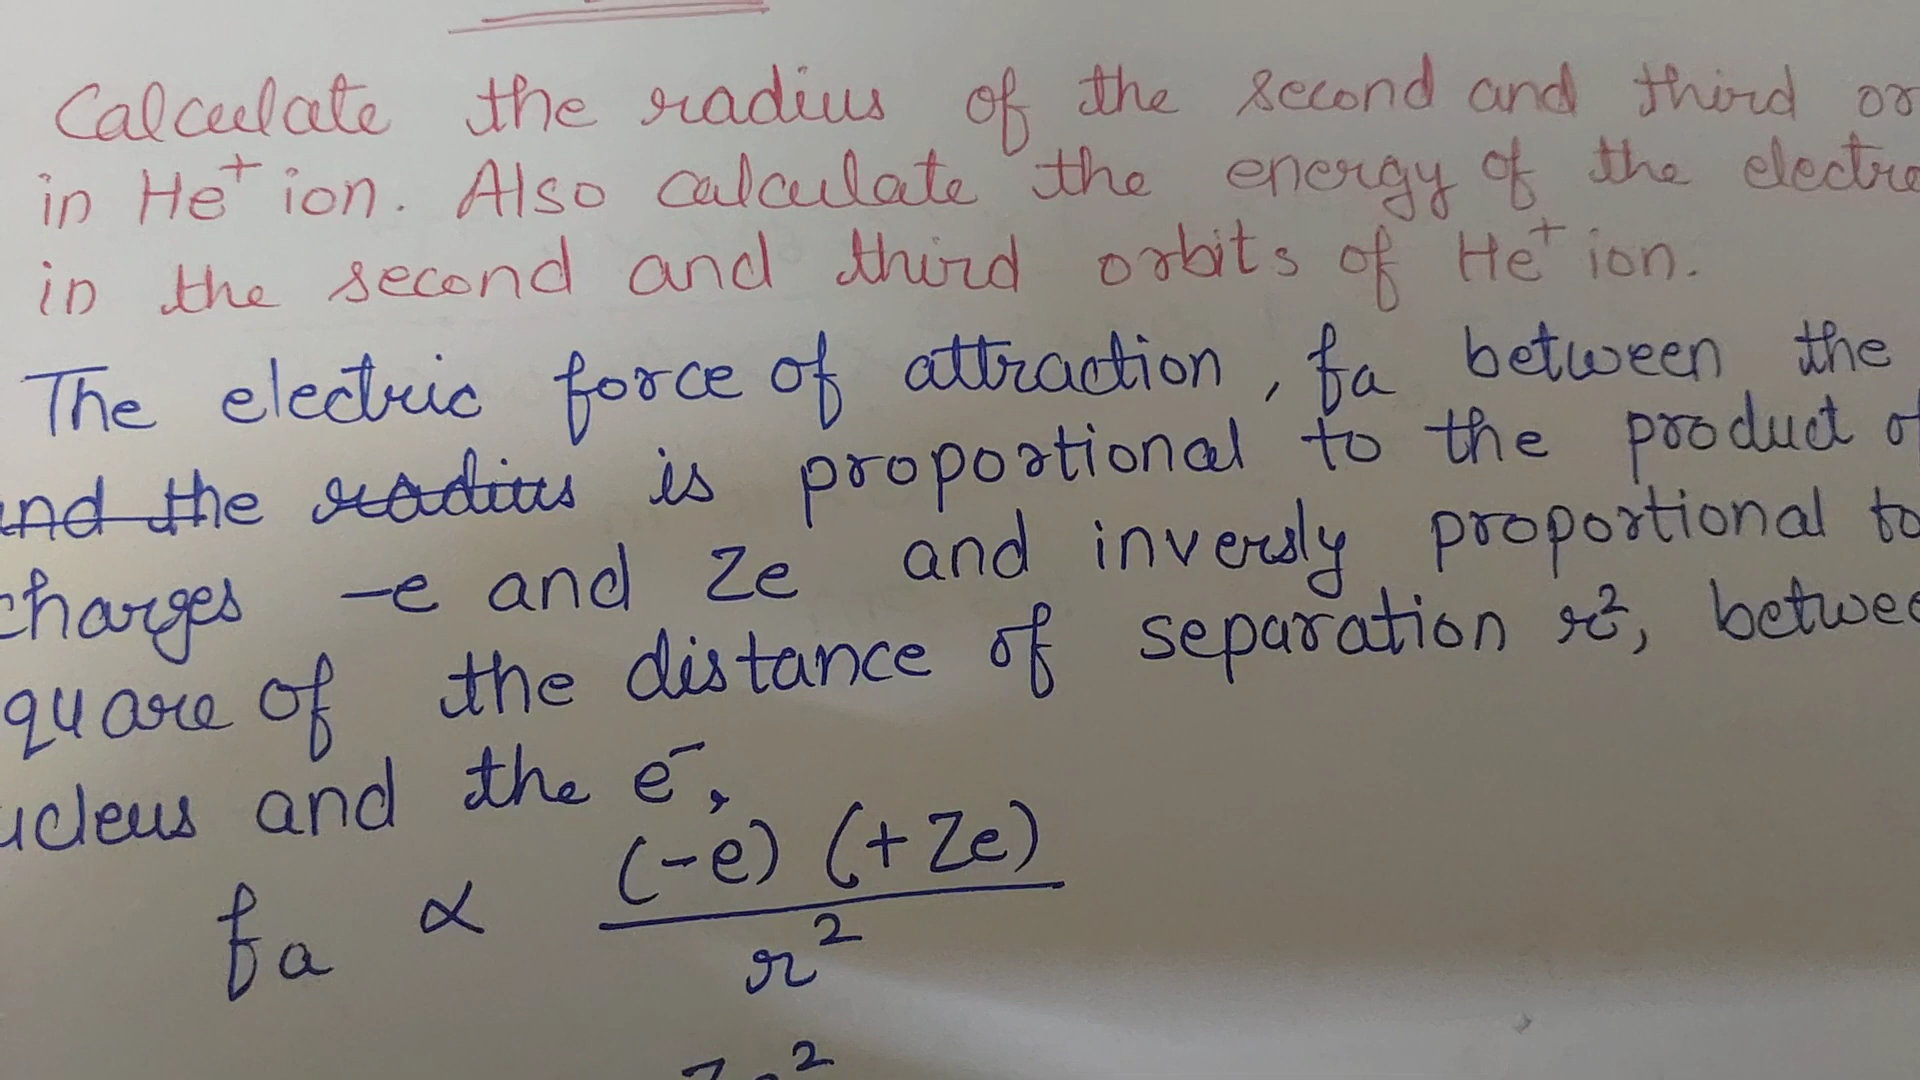 Calculate the radius of the second and third or
in He⁺ ion. Also calculate the energy of the electro
in the second and third orbits of He⁺ ion.
The electric force of attraction, fa between the
and the radius is proportional to the product of
charges -e and Ze and inversly proportional to
quare of the distance of separation r², betwee
ucleus and the e⁻,
fa ∝ (-e) (+Ze) / r²